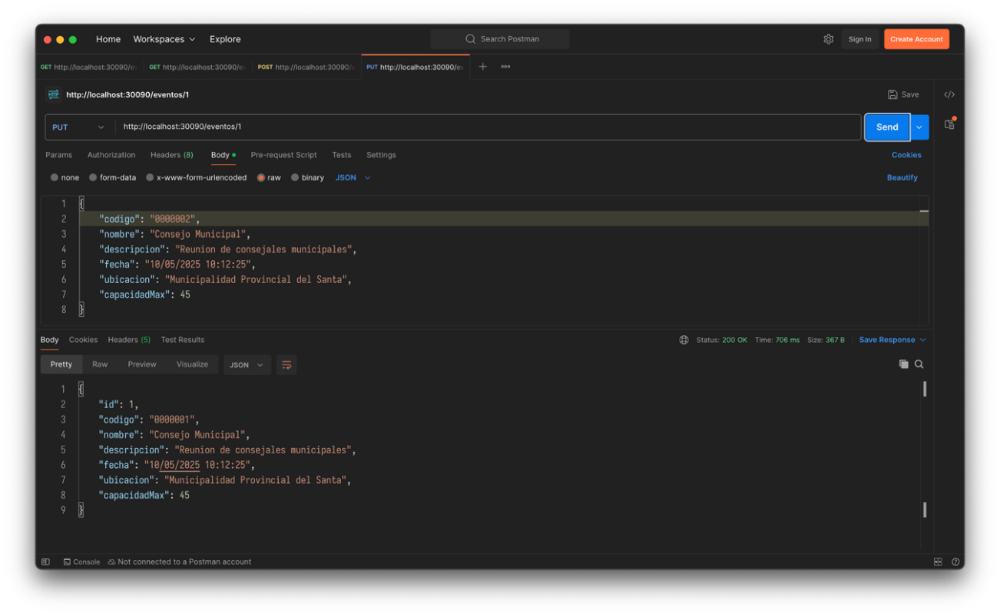 Home Workspaces Explore Search Postman Sign In Create Account
GET http://localhost:30090/ev GET http://localhost:30090/ev POST http://localhost:30090/ PUT http://localhost:30090/ev
HTTP http://localhost:30090/eventos/1 Save </>
PUT http://localhost:30090/eventos/1 Send
Params Authorization Headers (8) Body Pre-request Script Tests Settings Cookies
none form-data x-www-form-urlencoded raw binary JSON Beautify
1 {
2 "codigo": "0000002",
3 "nombre": "Consejo Municipal",
4 "descripcion": "Reunion de consejales municipales",
5 "fecha": "10/05/2025 10:12:25",
6 "ubicacion": "Municipalidad Provincial del Santa",
7 "capacidadMax": 45
8 }
Body Cookies Headers (5) Test Results Status: 200 OK Time: 706 ms Size: 367 B Save Response
Pretty Raw Preview Visualize JSON
1 {
2 "id": 1,
3 "codigo": "0000001",
4 "nombre": "Consejo Municipal",
5 "descripcion": "Reunion de consejales municipales",
6 "fecha": "10/05/2025 10:12:25",
7 "ubicacion": "Municipalidad Provincial del Santa",
8 "capacidadMax": 45
9 }
Console Not connected to a Postman account